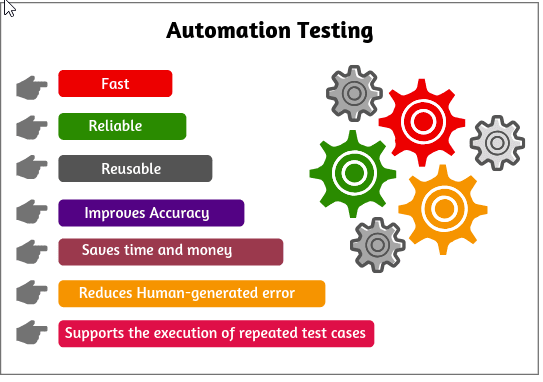 Automation Testing
Fast
Reliable
Reusable
Improves Accuracy
Saves time and money
Reduces Human-generated error
Supports the execution of repeated test cases